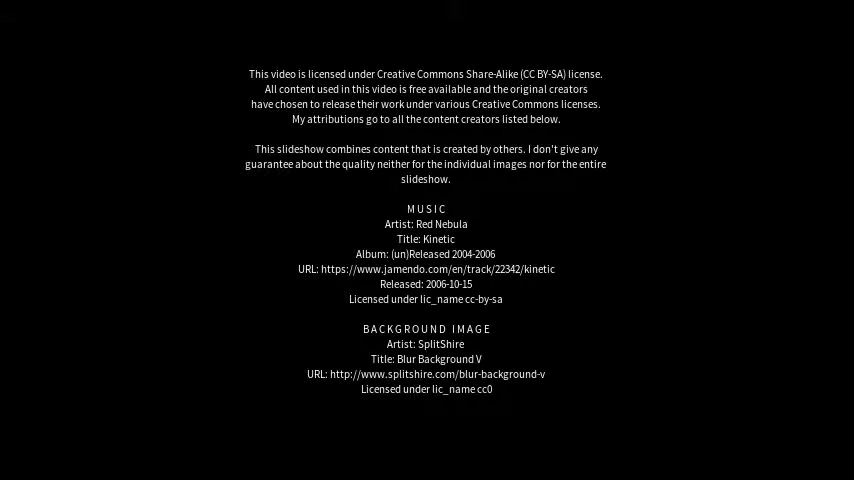 This video is licensed under Creative Commons Share-Alike (CC BY-SA) license.
All content used in this video is free available and the original creators
have chosen to release their work under various Creative Commons licenses.
My attributions go to all the content creators listed below.
This slideshow combines content that is created by others. I don't give any
guarantee about the quality neither for the individual images nor for the entire
slideshow.
MUSIC
Artist: Red Nebula
Title: Kinetic
Album: (un)Released 2004-2006
URL: https://www.jamendo.com/en/track/22342/kinetic
Released: 2006-10-15
Licensed under lic_name cc-by-sa
BACKGROUND IMAGE
Artist: SplitShire
Title: Blur Background V
URL: http://www.splitshire.com/blur-background-v
Licensed under lic_name cc0